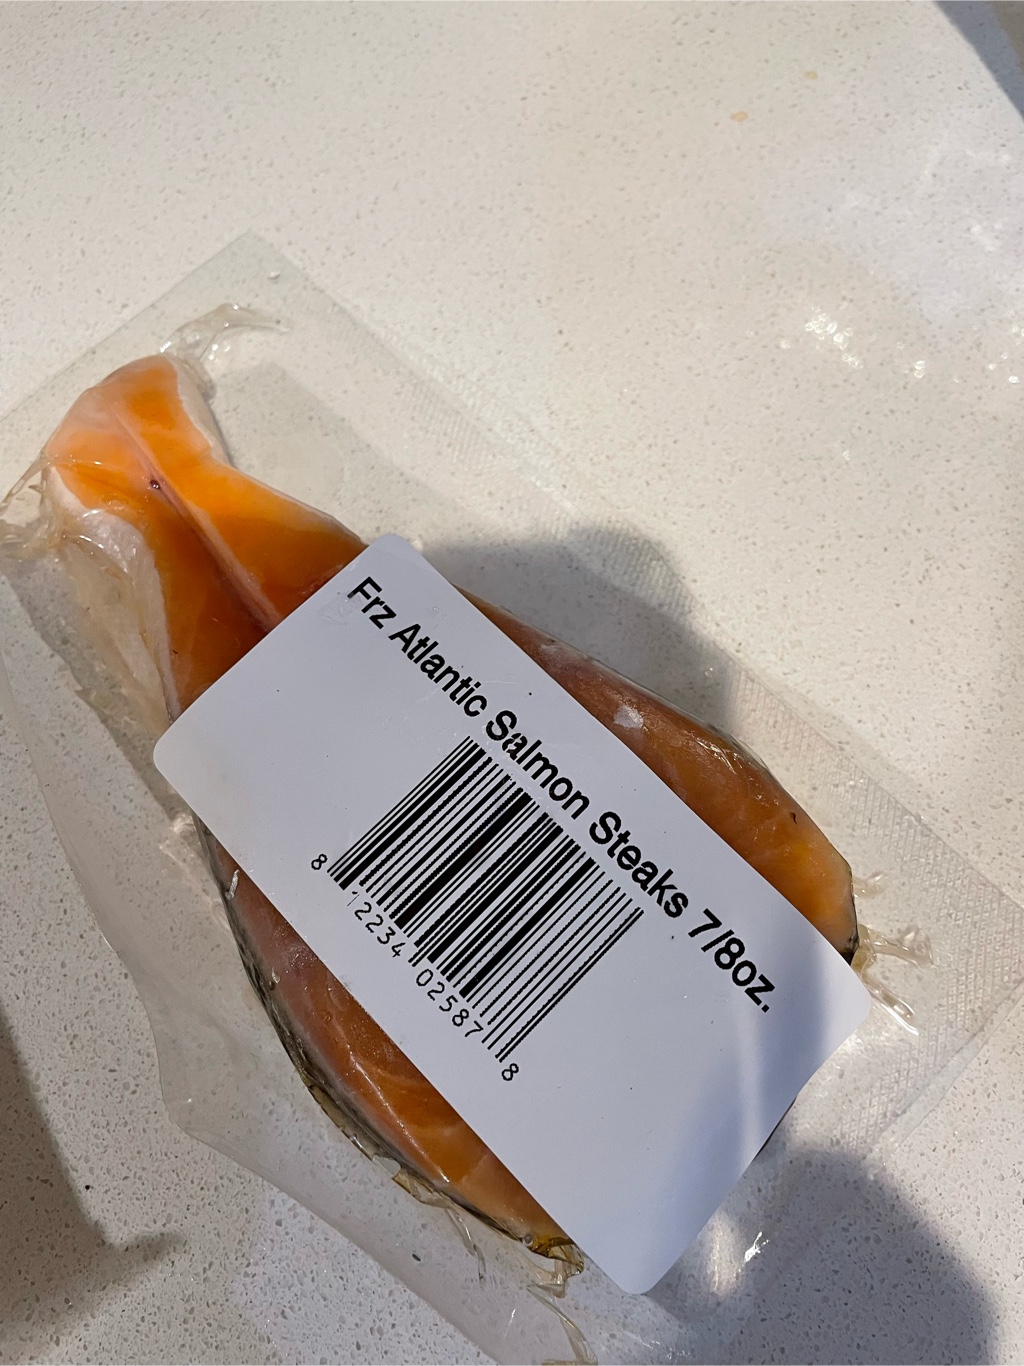 Frz Atlantic Salmon Steaks 7/8oz.
8 12234 02587 8